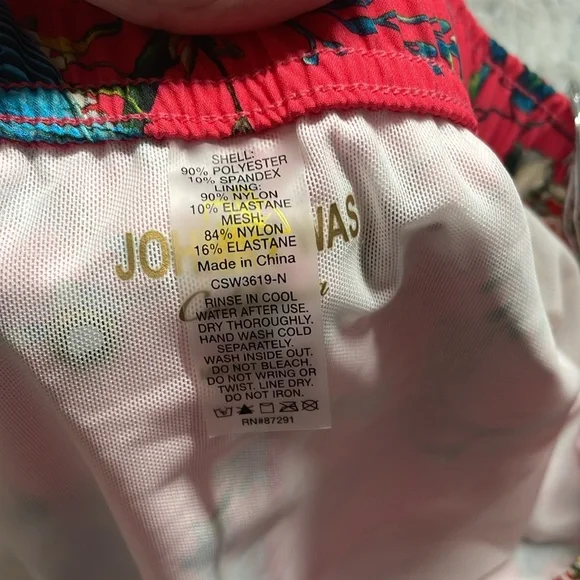 SHELL:
90% POLYESTER
10% SPANDEX
LINING:
90% NYLON
10% ELASTANE
MESH:
84% NYLON
16% ELASTANE
Made in China
CSW3619-N
RINSE IN COOL
WATER AFTER USE.
DRY THOROUGHLY.
HAND WASH COLD
SEPARATELY.
WASH INSIDE OUT.
DO NOT BLEACH.
DO NOT WRING OR
TWIST. LINE DRY.
DO NOT IRON.
RN#87291